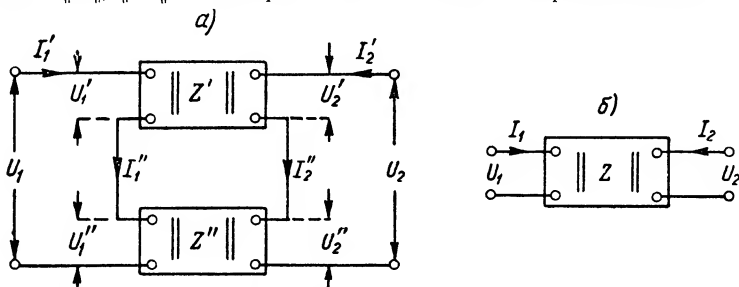 а)
I₁′ I₂′
U₁′ ‖ Z′ ‖ U₂′
U₁ I₁″ I₂″ U₂
U₁″ ‖ Z″ ‖ U₂″
б)
I₁ I₂
U₁ ‖ Z ‖ U₂